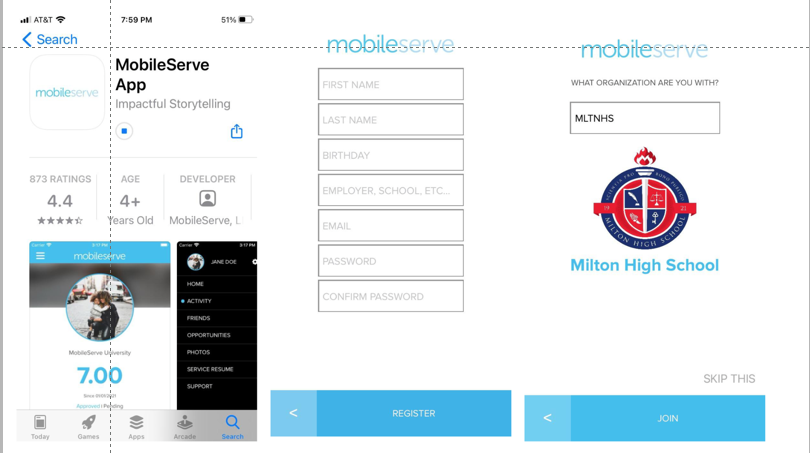 AT&T
7:59 PM
51%
Search
MobileServe
App
Impactful Storytelling
mobileserve
873 RATINGS
4.4
AGE
4+
Years Old
DEVELOPER
MobileServe, L
Carrier
3:17 PM
mobileserve
MobileServe University
7.00
Approved | Pending
Carrier
3:17 PM
JANE DOE
HOME
ACTIVITY
FRIENDS
OPPORTUNITIES
PHOTOS
SERVICE RESUME
SUPPORT
Today
Games
Apps
Arcade
Search
mobileserve
FIRST NAME
LAST NAME
BIRTHDAY
EMPLOYER, SCHOOL, ETC...
EMAIL
PASSWORD
CONFIRM PASSWORD
<
REGISTER
mobileserve
WHAT ORGANIZATION ARE YOU WITH?
MLTNHS
19
21
MILTON HIGH SCHOOL
Milton High School
SKIP THIS
<
JOIN